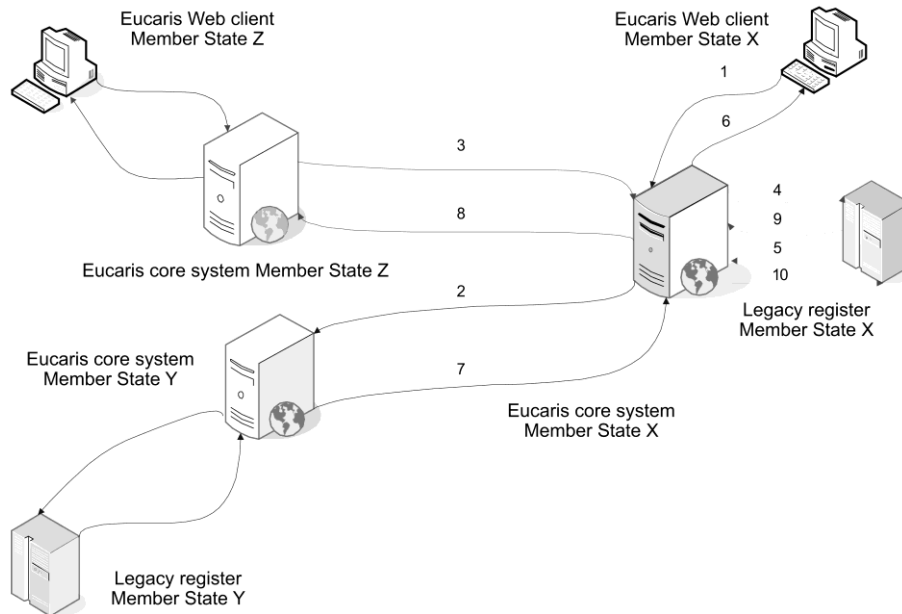 Eucaris Web client
Member State Z
Eucaris Web client
Member State X
1
6
3
4
8
9
5
10
Eucaris core system Member State Z
2
Legacy register
Member State X
Eucaris core system
Member State Y
7
Eucaris core system
Member State X
Legacy register
Member State Y